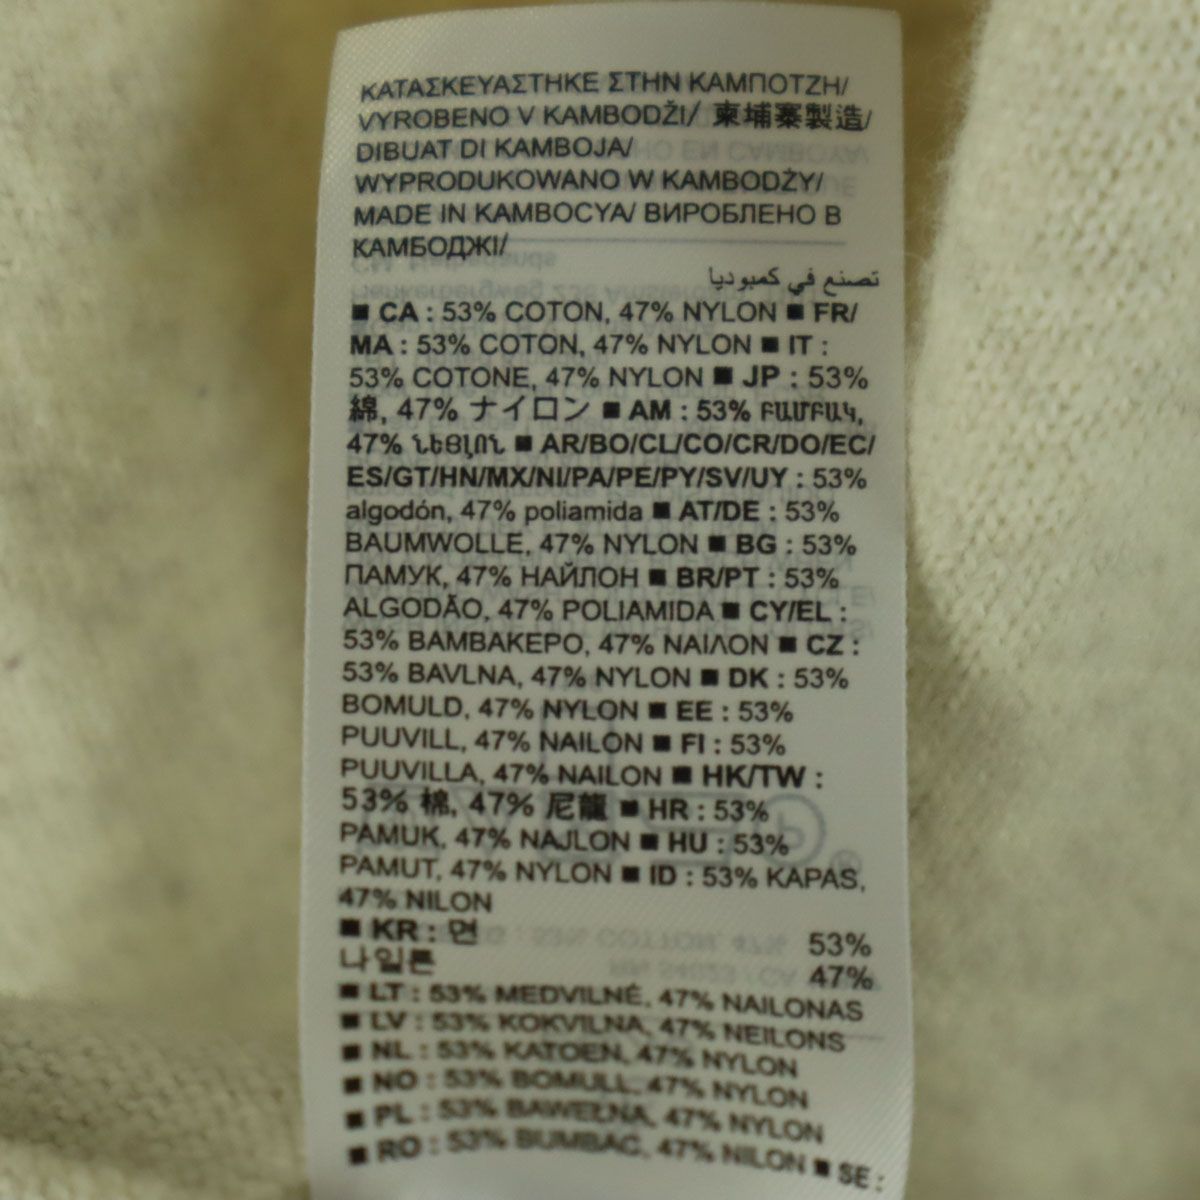 ΚΑΤΑΣΚΕΥΑΣΤΗΚΕ ΣΤΗΝ ΚΑΜΠΟΤΖΗ/
VYROBENO V KAMBODŽI/ 柬埔寨製造/
DIBUAT DI KAMBOJA/
WYPRODUKOWANO W KAMBODŻY/
MADE IN KAMBOCYA/ ВИРОБЛЕНО В
КАМБОДЖІ/
تصنع في كمبوديا
■ CA : 53% COTON, 47% NYLON ■ FR/
MA : 53% COTON, 47% NYLON ■ IT :
53% COTONE, 47% NYLON ■ JP : 53%
綿, 47% ナイロン ■ AM : 53% ԲԱՄԲԱԿ,
47% ՆԵՅԼՈՆ ■ AR/BO/CL/CO/CR/DO/EC/
ES/GT/HN/MX/NI/PA/PE/PY/SV/UY : 53%
algodón, 47% poliamida ■ AT/DE : 53%
BAUMWOLLE, 47% NYLON ■ BG : 53%
ПАМУК, 47% НАЙЛОН ■ BR/PT : 53%
ALGODÃO, 47% POLIAMIDA ■ CY/EL :
53% ΒΑΜΒΑΚΕΡΟ, 47% ΝΑΙΛΟΝ ■ CZ :
53% BAVLNA, 47% NYLON ■ DK : 53%
BOMULD, 47% NYLON ■ EE : 53%
PUUVILL, 47% NAILON ■ FI : 53%
PUUVILLA, 47% NAILON ■ HK/TW :
53% 棉, 47% 尼龍 ■ HR : 53%
PAMUK, 47% NAJLON ■ HU : 53%
PAMUT, 47% NYLON ■ ID : 53% KAPAS,
47% NILON
■ KR : 면 53%
나일론 47%
■ LT : 53% MEDVILNĖ, 47% NAILONAS
■ LV : 53% KOKVILNA, 47% NEILONS
■ NL : 53% KATOEN, 47% NYLON
■ NO : 53% BOMULL, 47% NYLON
■ PL : 53% BAWEŁNA, 47% NYLON
■ RO : 53% BUMBAC, 47% NILON ■ SE :